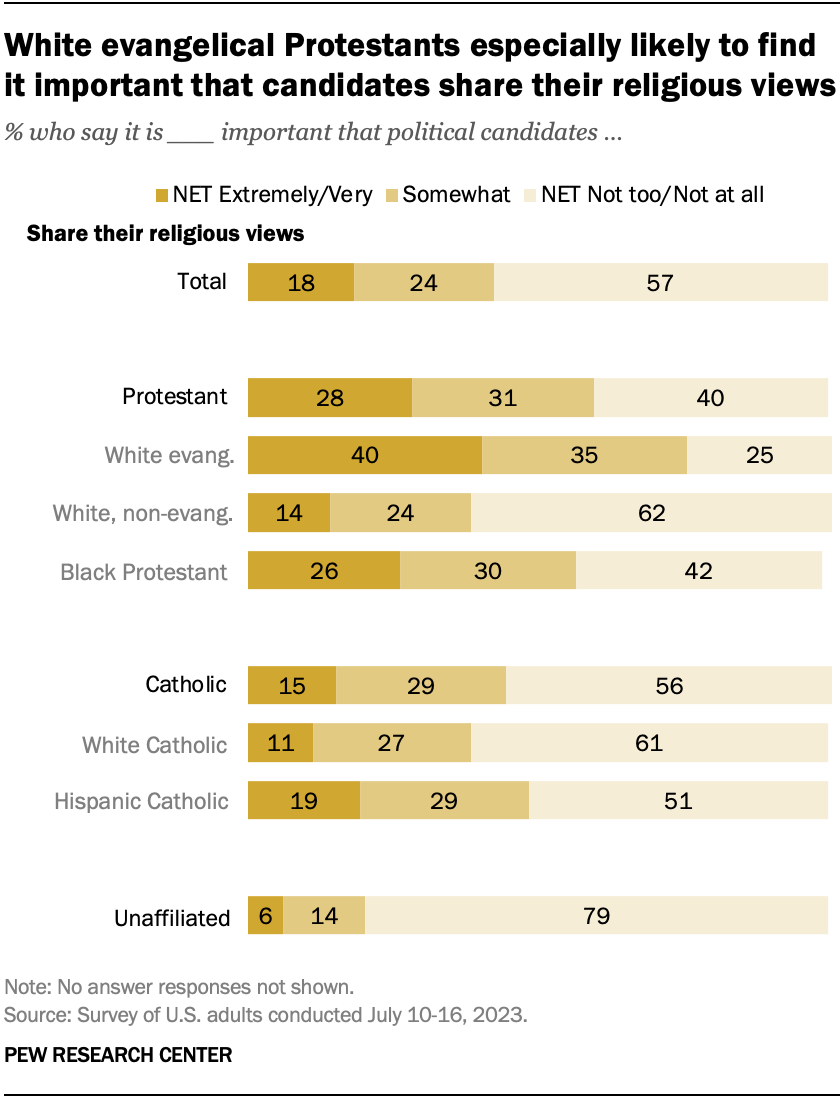 White evangelical Protestants especially likely to find
it important that candidates share their religious views
% who say it is ____ important that political candidates ...
NET Extremely/Very Somewhat NET Not too/Not at all
Share their religious views
Total 18 24 57
Protestant 28 31 40
White evang. 40 35 25
White, non-evang. 14 24 62
Black Protestant 26 30 42
Catholic 15 29 56
White Catholic 11 27 61
Hispanic Catholic 19 29 51
Unaffiliated 6 14 79
Note: No answer responses not shown.
Source: Survey of U.S. adults conducted July 10-16, 2023.
PEW RESEARCH CENTER